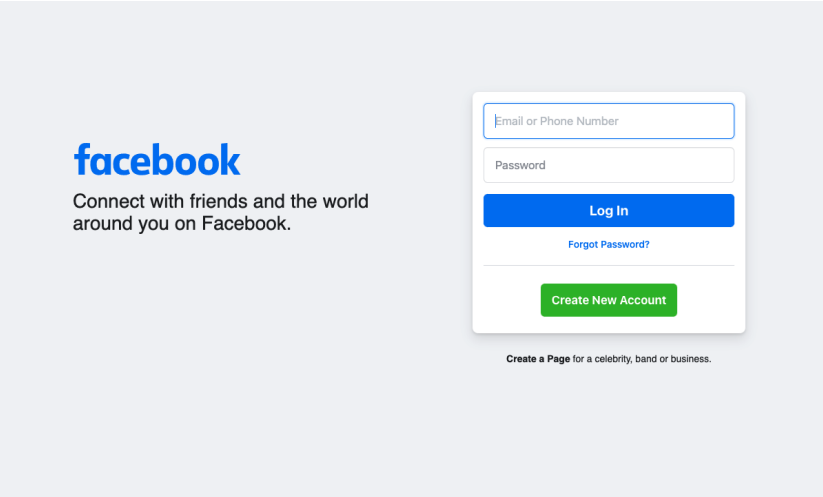 facebook
Connect with friends and the world
around you on Facebook.
Email or Phone Number
Password
Log In
Forgot Password?
Create New Account
Create a Page for a celebrity, band or business.